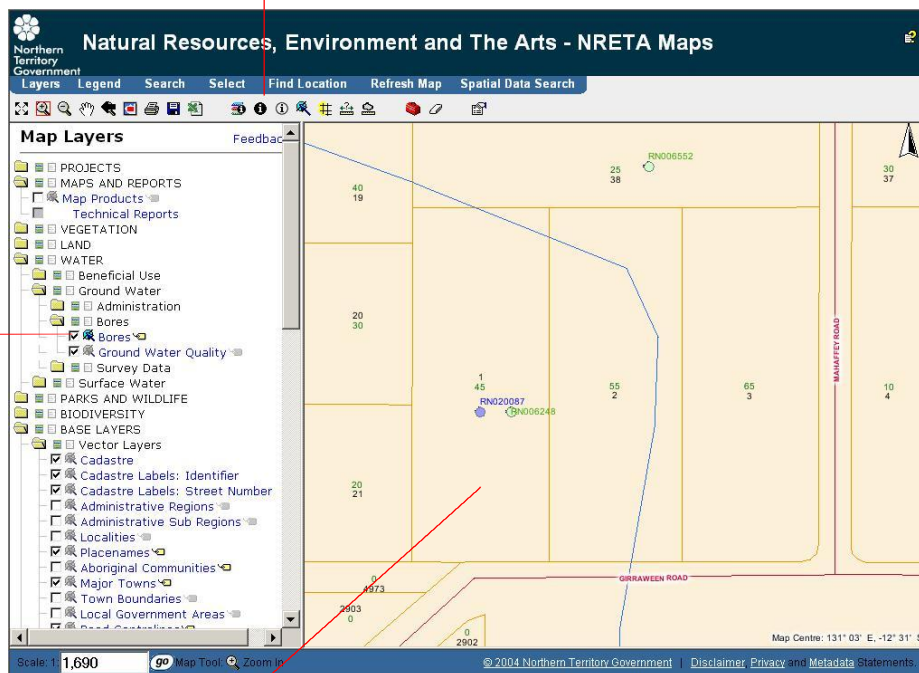 Northern
Territory
Government
Natural Resources, Environment and The Arts - NRETA Maps
Layers Legend Search Select Find Location Refresh Map Spatial Data Search
Map Layers
Feedbac
PROJECTS
MAPS AND REPORTS
Map Products
Technical Reports
VEGETATION
LAND
WATER
Beneficial Use
Ground Water
Administration
Bores
Bores
Ground Water Quality
Survey Data
Surface Water
PARKS AND WILDLIFE
BIODIVERSITY
BASE LAYERS
Vector Layers
Cadastre
Cadastre Labels: Identifier
Cadastre Labels: Street Number
Administrative Regions
Administrative Sub Regions
Localities
Placenames
Aboriginal Communities
Major Towns
Town Boundaries
Local Government Areas
RN006552
25
38
30
37
40
19
20
30
1
45
RN020087
RN006248
55
2
65
3
10
4
MAHAFFEY ROAD
20
21
GIRRAWEEN ROAD
0
4973
2903
0
0
2902
Map Centre: 131° 03' E, -12° 31' S
Scale: 1: 1,690 go Map Tool: Zoom In
© 2004 Northern Territory Government | Disclaimer, Privacy and Metadata Statements.